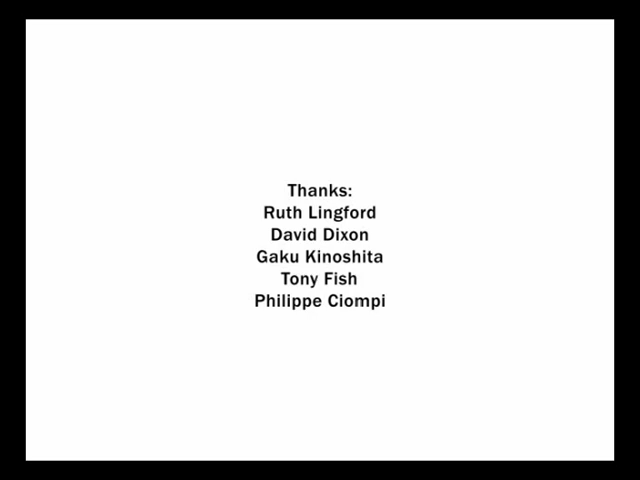 Thanks:
Ruth Lingford
David Dixon
Gaku Kinoshita
Tony Fish
Philippe Ciompi